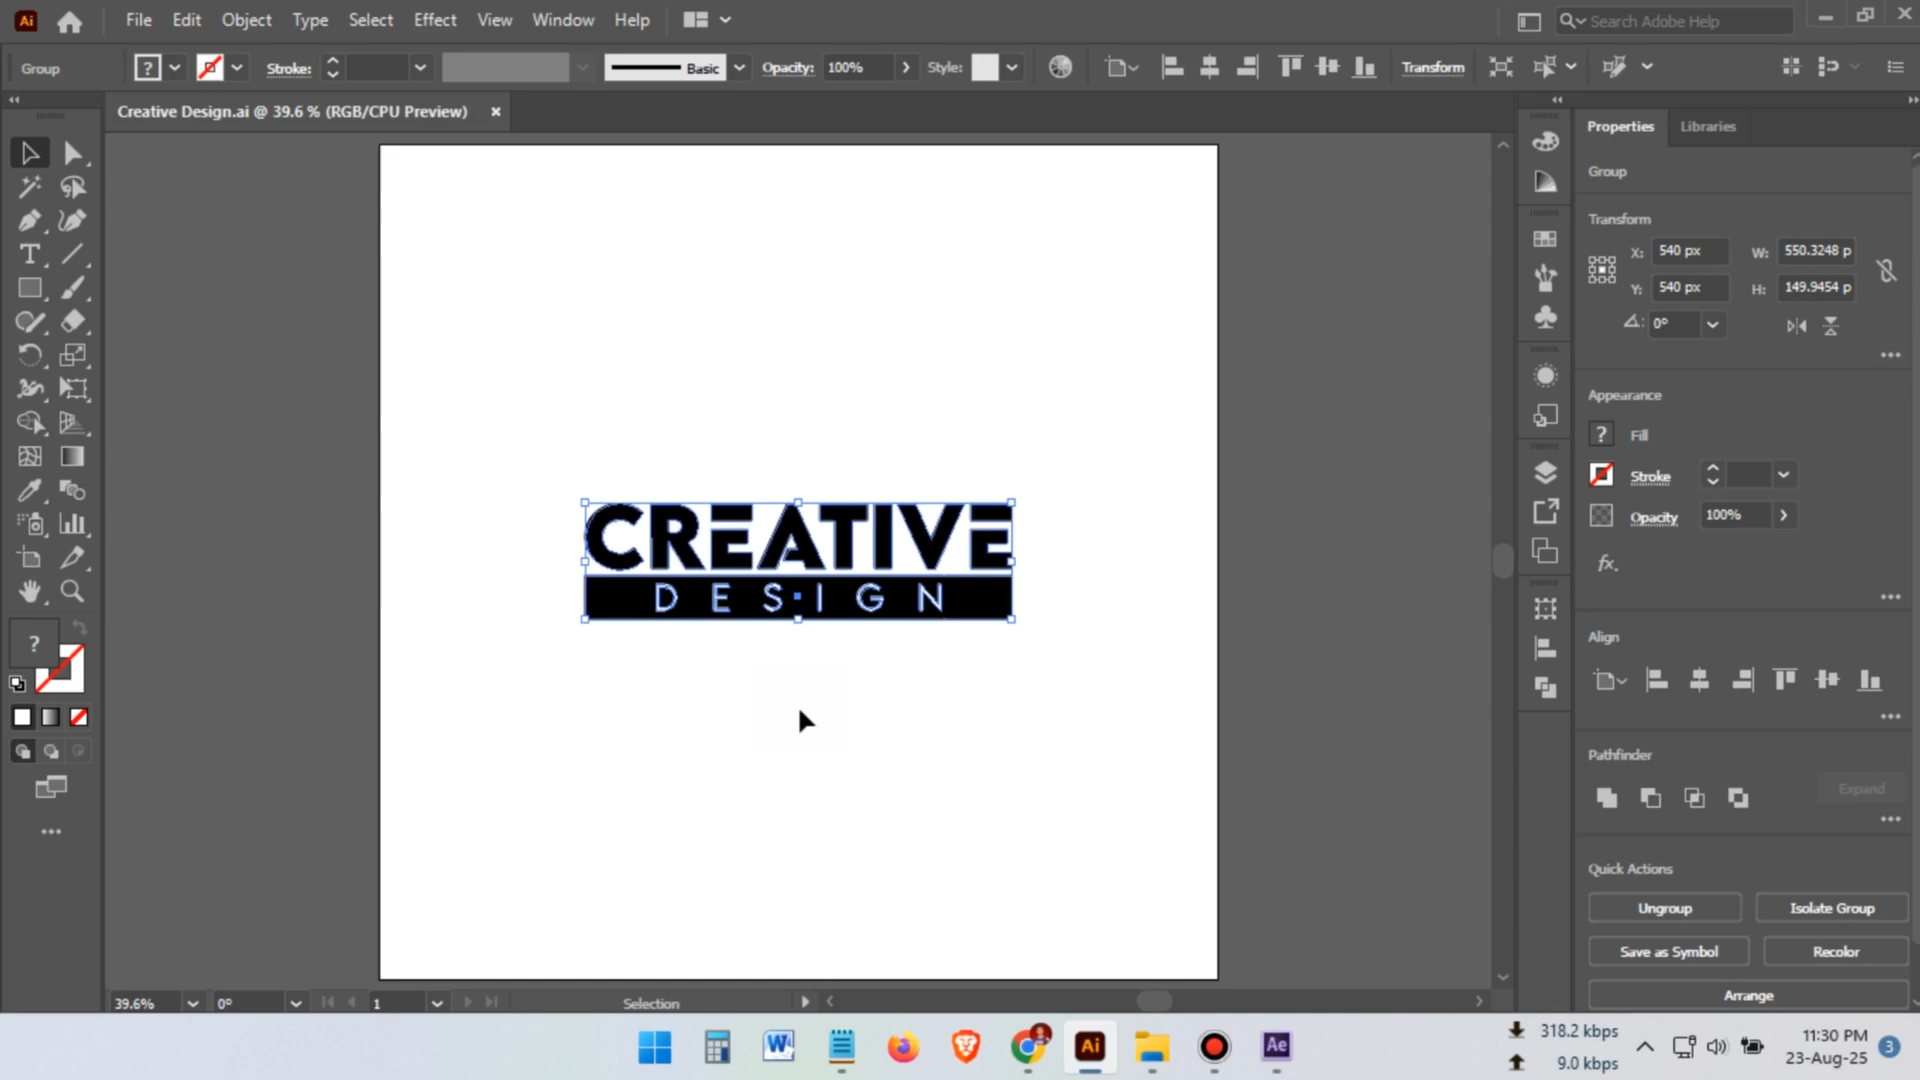 Ai File Edit Object Type Select Effect View Window Help Search Adobe Help
Group ? Stroke: Basic Opacity: 100% Style: Transform
Creative Design.ai @ 39.6 % (RGB/CPU Preview) ×
Properties Libraries
Group
Transform
X: 540 px W: 550.3248 p
Y: 540 px H: 149.9454 p
0°
Appearance
? Fill
Stroke
Opacity 100%
fx.
Align
Pathfinder
Expand
Quick Actions
Ungroup Isolate Group
Save as Symbol Recolor
Arrange
T
?
CREATIVE
DESIGN
39.6% 0° 1 Selection
W Ai Ae
318.2 kbps
9.0 kbps
11:30 PM
23-Aug-25
3